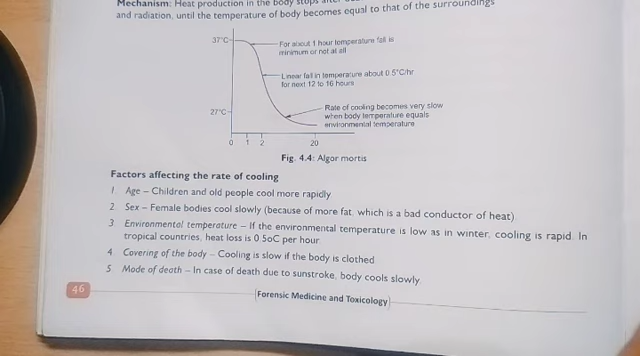 Mechanism: Heat production in the body stops after
and radiation, until the temperature of body becomes equal to that of the surroundings
37°C
For about 1 hour temperature fall is
minimum or not at all
Linear fall in temperature about 0.5°C/hr
for next 12 to 16 hours
27°C
Rate of cooling becomes very slow
when body temperature equals
environmental temperature
0 1 2 20
Fig. 4.4: Algor mortis
Factors affecting the rate of cooling
1. Age – Children and old people cool more rapidly
2. Sex – Female bodies cool slowly (because of more fat, which is a bad conductor of heat)
3. Environmental temperature – If the environmental temperature is low as in winter, cooling is rapid. In
tropical countries, heat loss is 0.5oC per hour
4. Covering of the body – Cooling is slow if the body is clothed
5. Mode of death – In case of death due to sunstroke, body cools slowly
46
Forensic Medicine and Toxicology